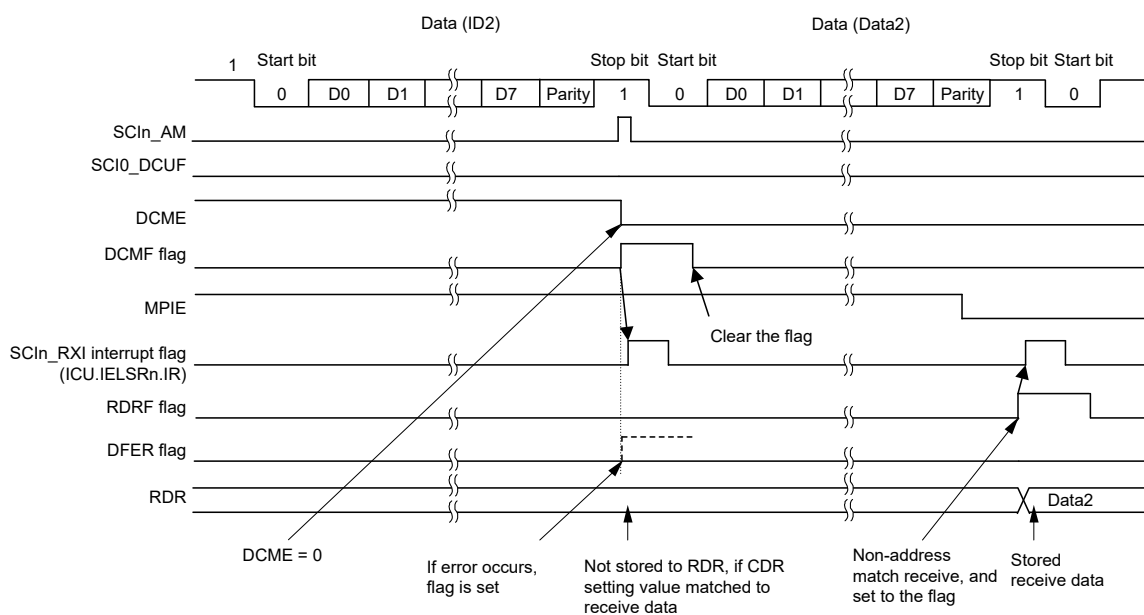 Data (ID2) Data (Data2)
1 Start bit Stop bit Start bit Stop bit Start bit
0 D0 D1 D7 Parity 1 0 D0 D1 D7 Parity 1 0
SCIn_AM
SCI0_DCUF
DCME
DCMF flag
MPIE
Clear the flag
SCIn_RXI interrupt flag
(ICU.IELSRn.IR)
RDRF flag
DFER flag
RDR Data2
DCME = 0
If error occurs,
flag is set
Not stored to RDR, if CDR
setting value matched to
receive data
Non-address
match receive, and
set to the flag
Stored
receive data